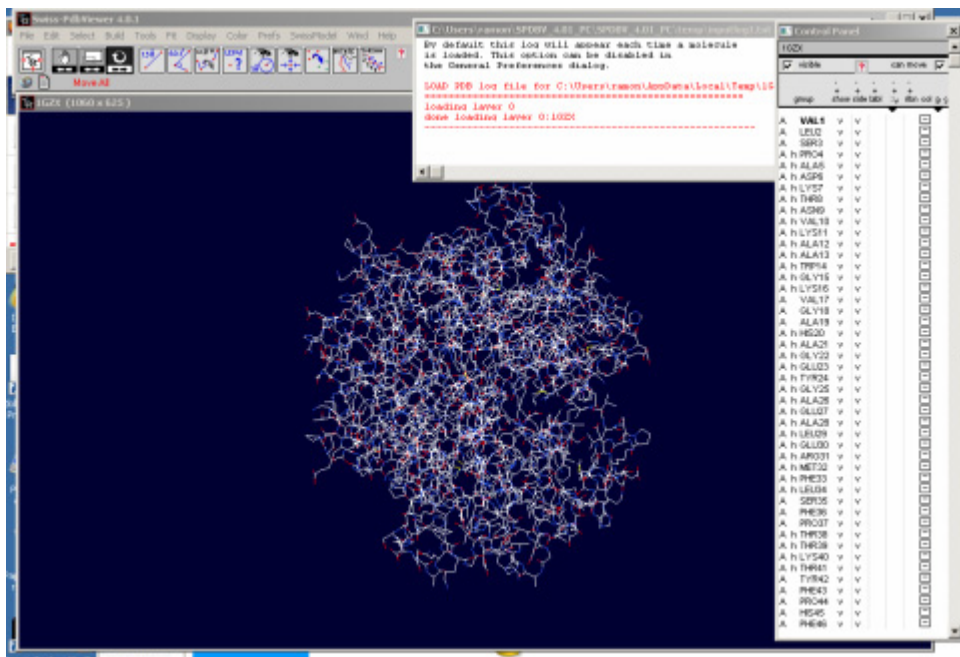 Swiss-PdbViewer 4.0.1
File Edit Select Build Tools Fit Display Color Prefs SwissModel Wind Help
Move All
1GZX (1060 x 625)
By default this log will appear each time a molecule
is loaded. This option can be disabled in
the General Preferences dialog.
LOAD PDB log file for C:\Users\ramon\AppData\Local\Temp\1G
loading layer 0
done loading layer 0:1GZX
Control Panel
1GZX
visible can move
group show side labl ribn col
A VAL1 v v
A LEU2 v v
A SER3 v v
A h PRO4 v v
A h ALA5 v v
A h ASP6 v v
A h LYS7 v v
A h THR8 v v
A h ASN9 v v
A h VAL10 v v
A h LYS11 v v
A h ALA12 v v
A h ALA13 v v
A h TRP14 v v
A h GLY15 v v
A h LYS16 v v
A VAL17 v v
A GLY18 v v
A ALA19 v v
A h HIS20 v v
A h ALA21 v v
A h GLY22 v v
A h GLU23 v v
A h TYR24 v v
A h GLY25 v v
A h ALA26 v v
A h GLU27 v v
A h ALA28 v v
A h LEU29 v v
A h GLU30 v v
A h ARG31 v v
A h MET32 v v
A h PHE33 v v
A h LEU34 v v
A SER35 v v
A PHE36 v v
A PRO37 v v
A h THR38 v v
A h THR39 v v
A h LYS40 v v
A h THR41 v v
A TYR42 v v
A PHE43 v v
A PRO44 v v
A HIS45 v v
A PHE46 v v